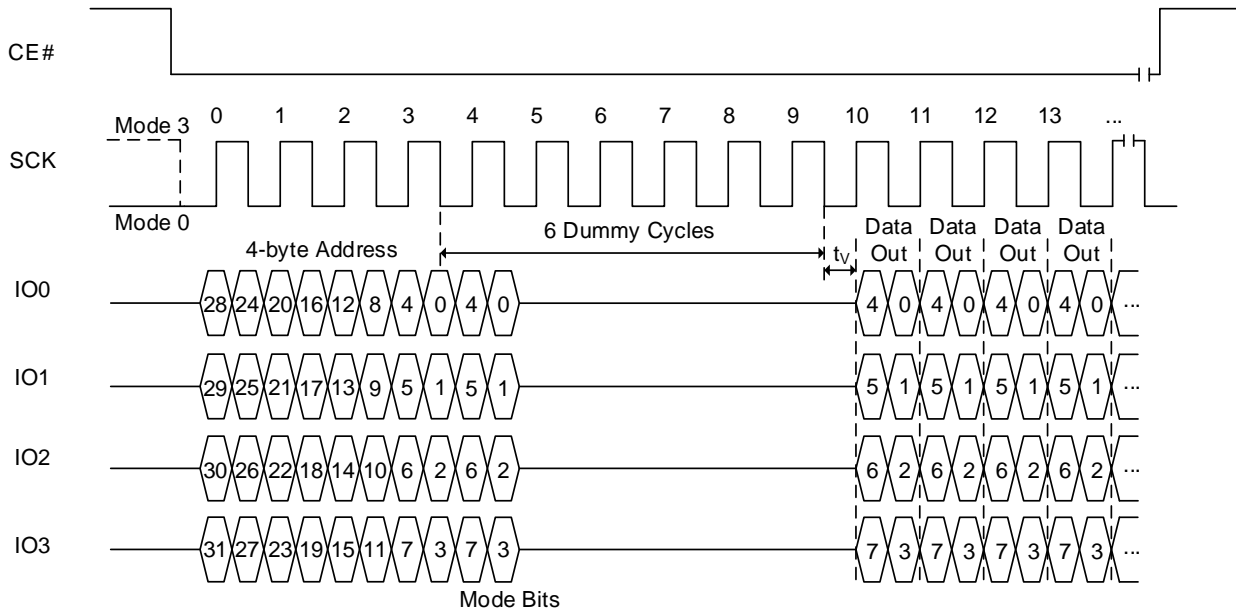 CE#
0 1 2 3 4 5 6 7 8 9 10 11 12 13 ...
Mode 3
SCK
Mode 0
6 Dummy Cycles
Data Out Data Out Data Out Data Out
4-byte Address
tV
IO0 28 24 20 16 12 8 4 0 4 0 4 0 4 0 4 0 4 0 ...
IO1 29 25 21 17 13 9 5 1 5 1 5 1 5 1 5 1 5 1 ...
IO2 30 26 22 18 14 10 6 2 6 2 6 2 6 2 6 2 6 2 ...
IO3 31 27 23 19 15 11 7 3 7 3 7 3 7 3 7 3 7 3 ...
Mode Bits